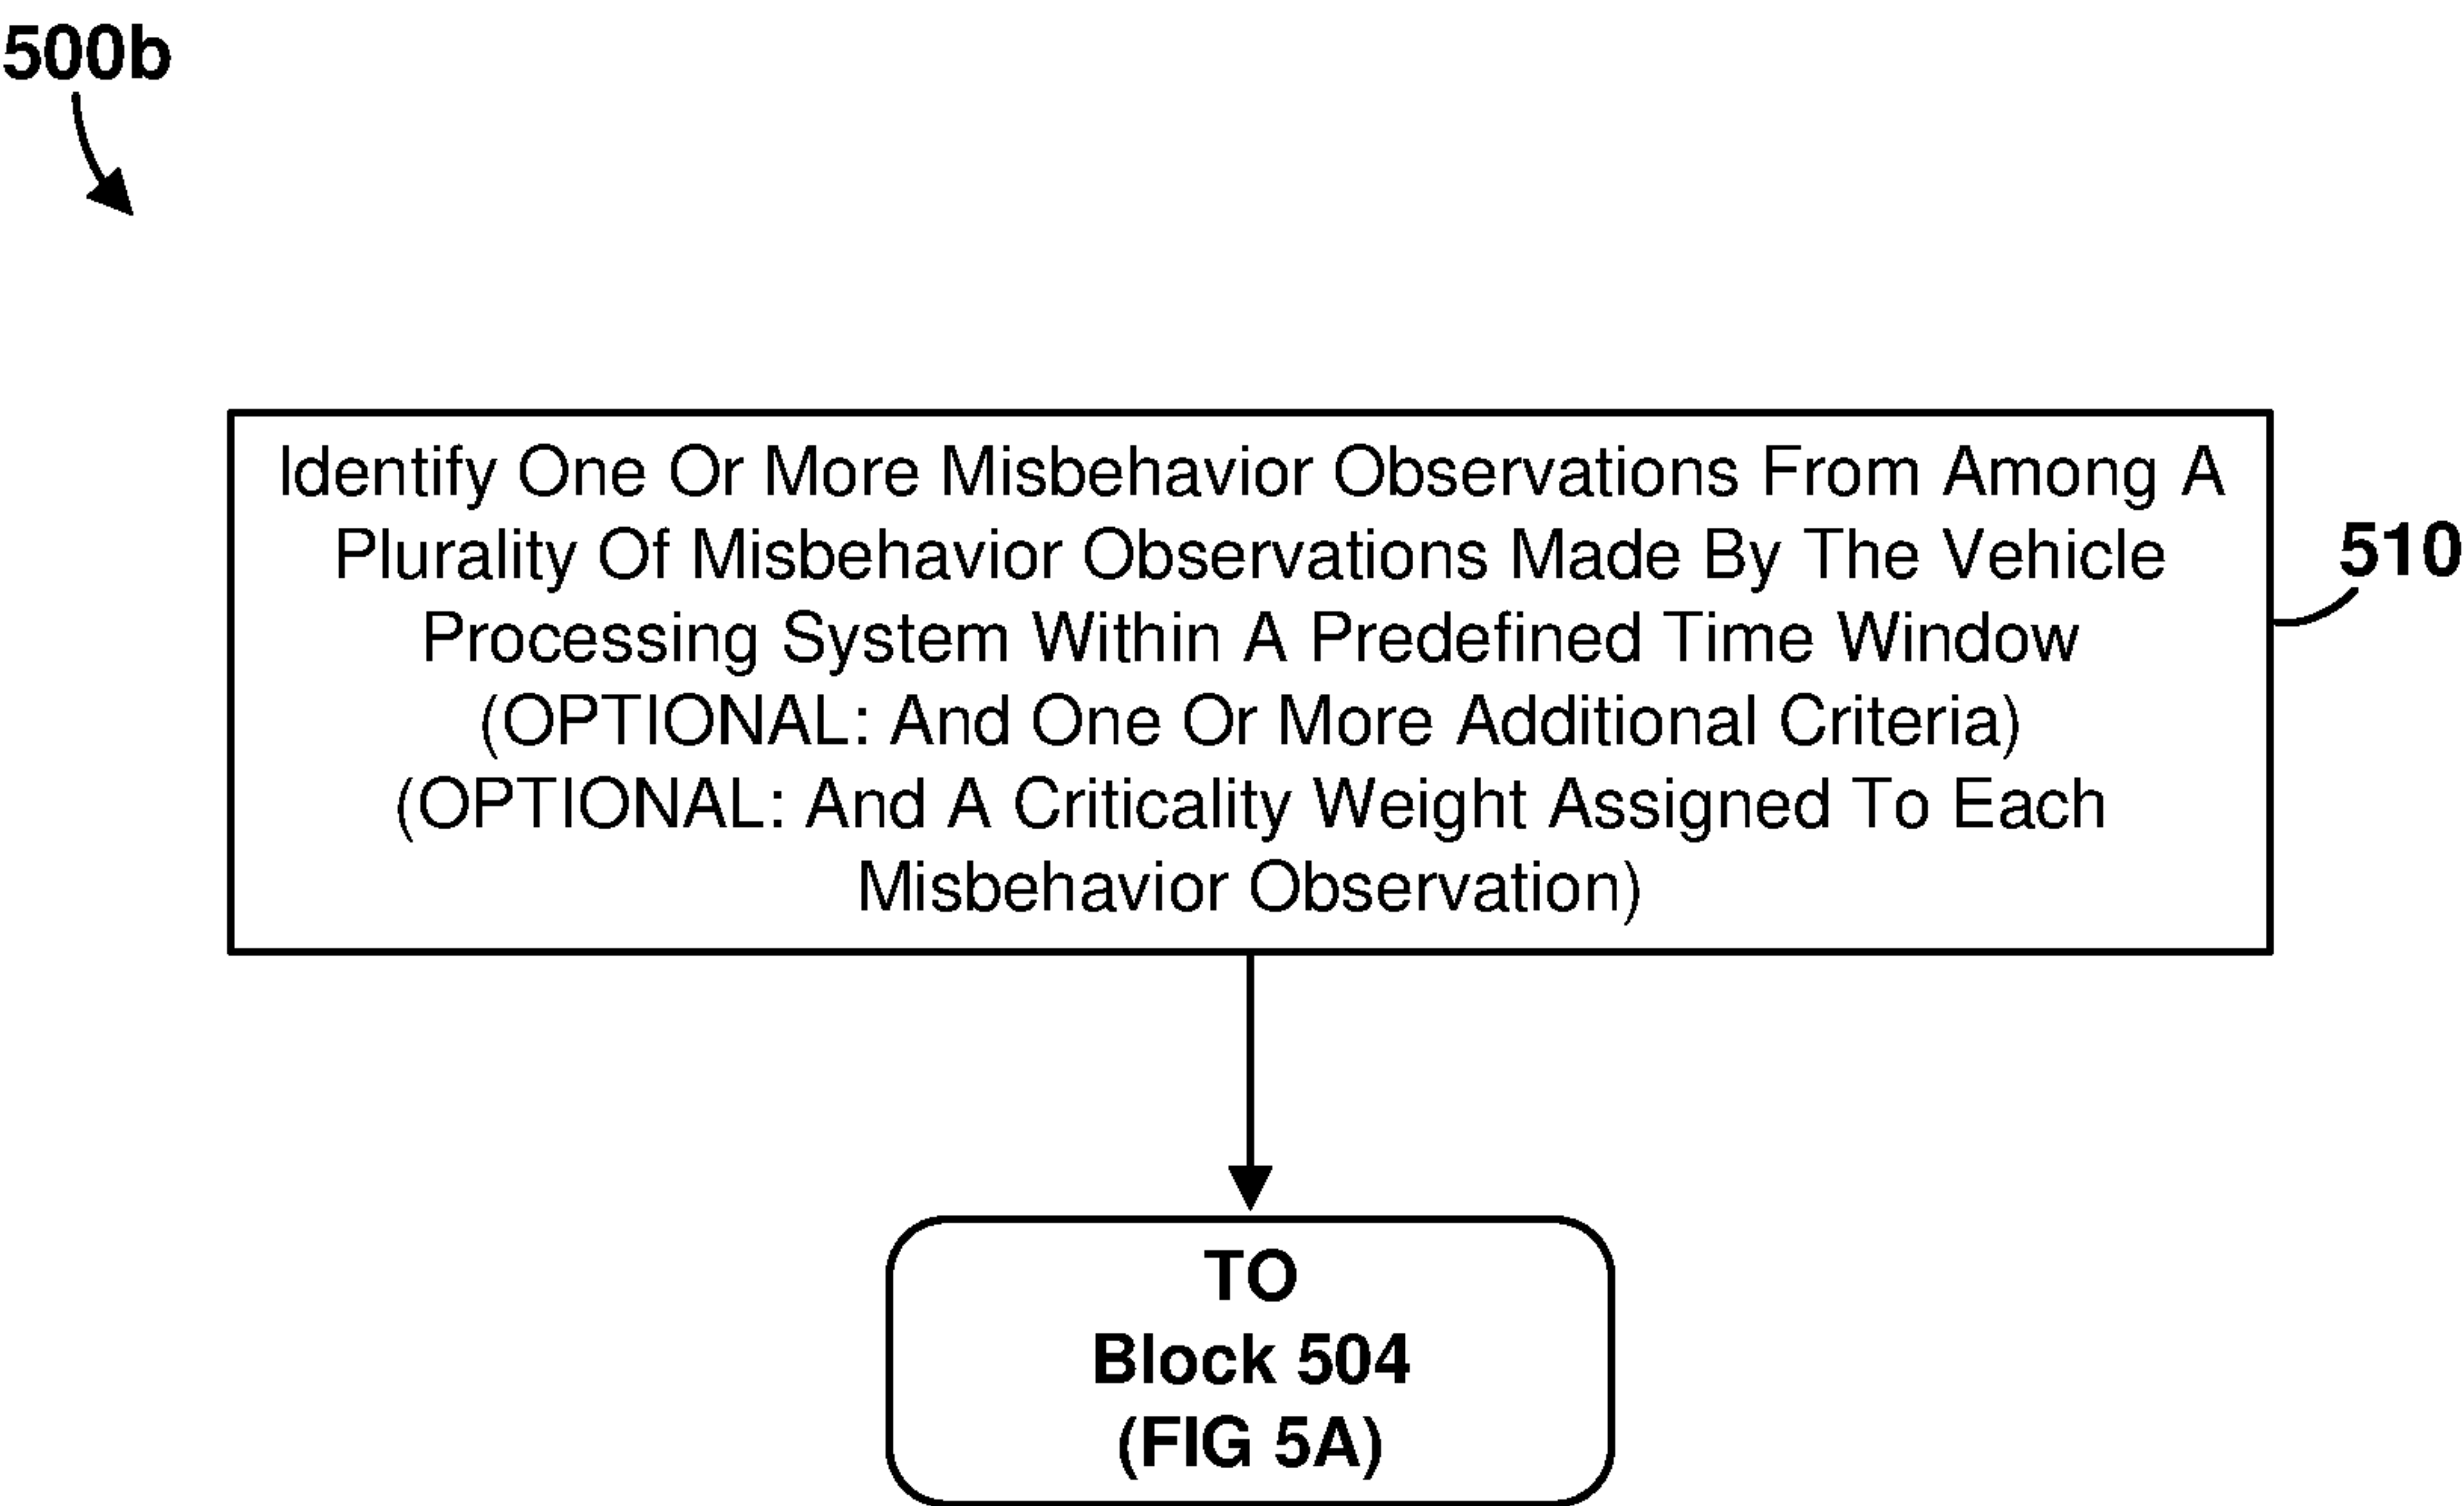 500b
Identify One Or More Misbehavior Observations From Among A
Plurality Of Misbehavior Observations Made By The Vehicle
Processing System Within A Predefined Time Window
(OPTIONAL: And One Or More Additional Criteria)
(OPTIONAL: And A Criticality Weight Assigned To Each
Misbehavior Observation)
510
TO
Block 504
(FIG 5A)